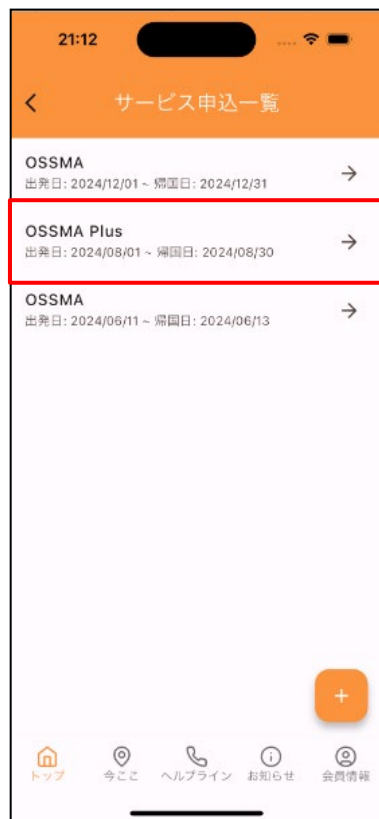 21:12
サービス申込一覧
OSSMA
出発日: 2024/12/01 ~ 帰国日: 2024/12/31
OSSMA Plus
出発日: 2024/08/01 ~ 帰国日: 2024/08/30
OSSMA
出発日: 2024/06/11 ~ 帰国日: 2024/06/13
トップ 今ここ ヘルプライン お知らせ 会員情報